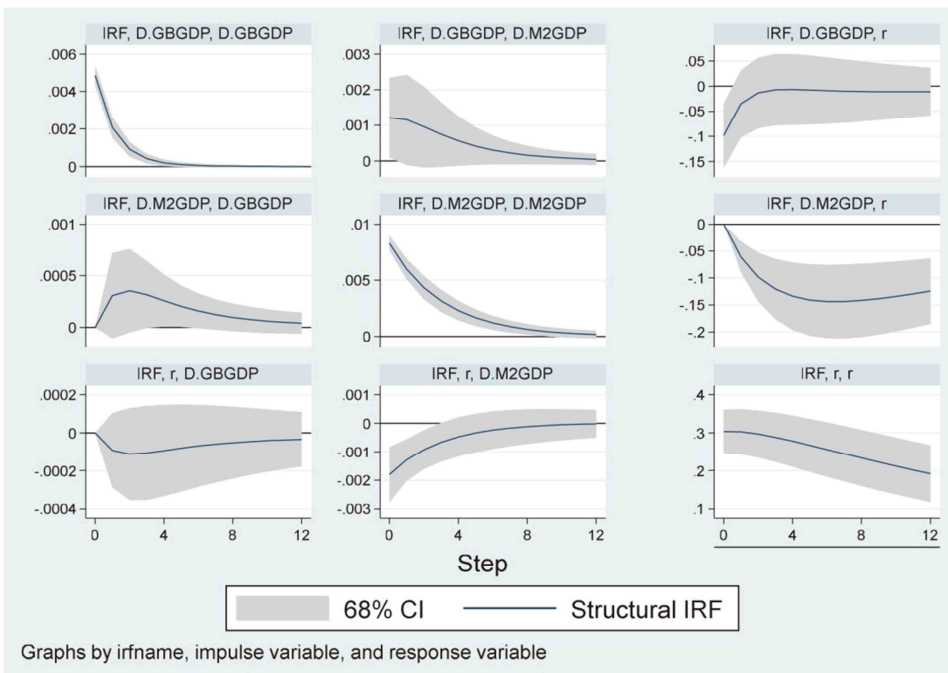 IRF, D.GBGDP, D.GBGDP
IRF, D.GBGDP, D.M2GDP
IRF, D.GBGDP, r
.006
.004
.002
0
.003
.002
.001
0
.05
0
-.05
-.1
-.15
IRF, D.M2GDP, D.GBGDP
IRF, D.M2GDP, D.M2GDP
IRF, D.M2GDP, r
.001
.0005
0
.01
.005
0
0
-.05
-.1
-.15
-.2
IRF, r, D.GBGDP
IRF, r, D.M2GDP
IRF, r, r
.0002
0
-.0002
-.0004
.001
0
-.001
-.002
-.003
.4
.3
.2
.1
0 4 8 12
0 4 8 12
0 4 8 12
Step
68% CI
Structural IRF
Graphs by irfname, impulse variable, and response variable